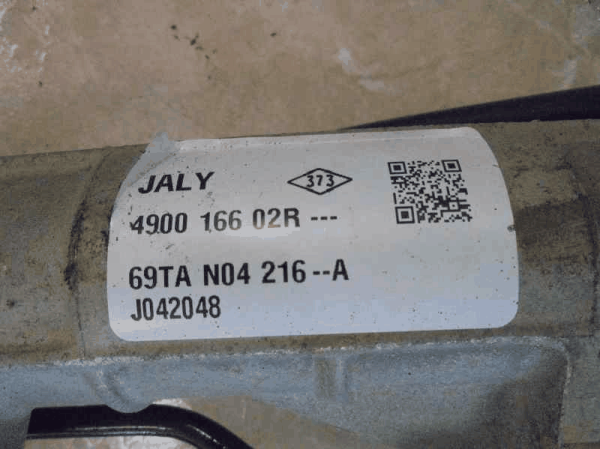 JALY 373
4900 166 02R ---
69TA N04 216--A
J042048